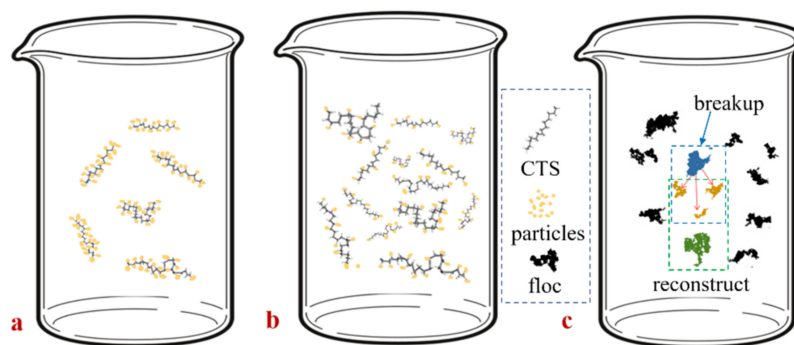 a
b
CTS
particles
floc
breakup
reconstruct
c